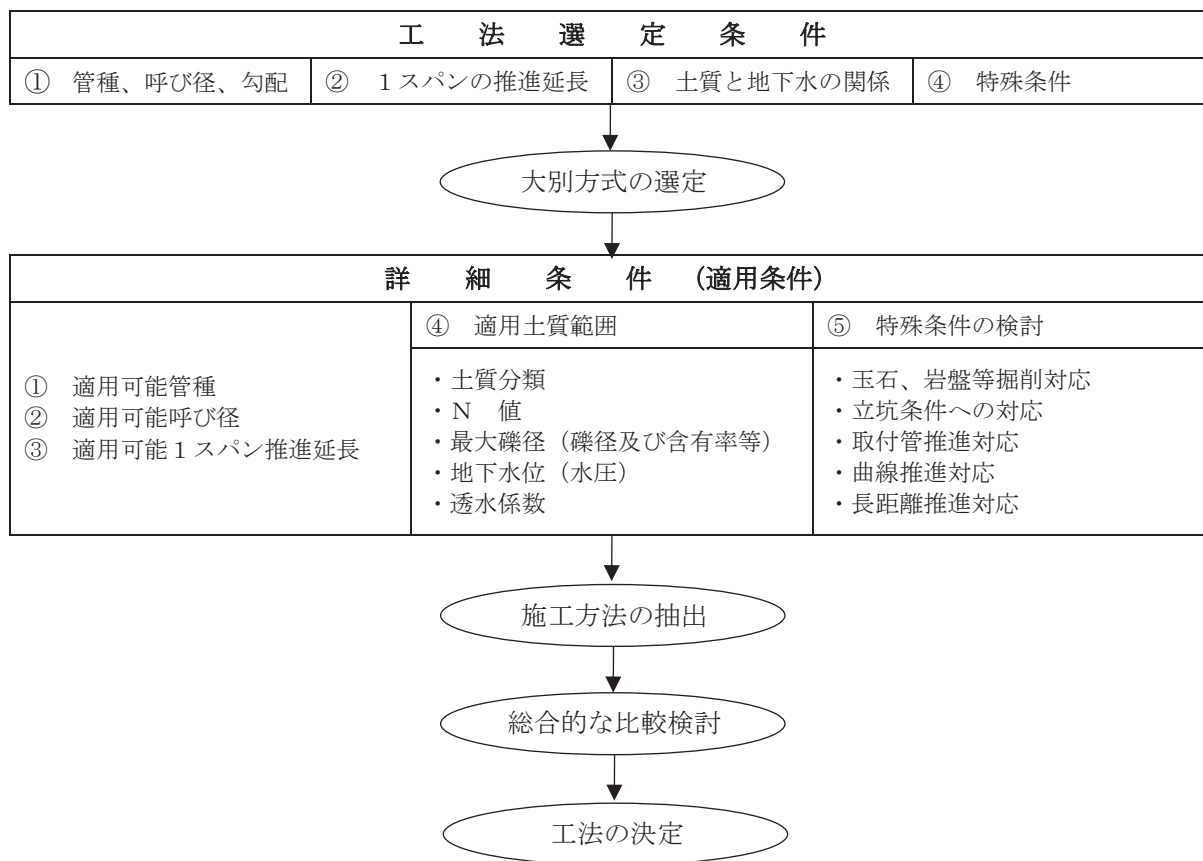 工　法　選　定　条　件
①　管種、呼び径、勾配
②　１スパンの推進延長
③　土質と地下水の関係
④　特殊条件
大別方式の選定
詳　細　条　件　(適用条件)
①　適用可能管種
②　適用可能呼び径
③　適用可能１スパン推進延長
④　適用土質範囲
・土質分類
・Ｎ　値
・最大礫径（礫径及び含有率等）
・地下水位（水圧）
・透水係数
⑤　特殊条件の検討
・玉石、岩盤等掘削対応
・立坑条件への対応
・取付管推進対応
・曲線推進対応
・長距離推進対応
施工方法の抽出
総合的な比較検討
工法の決定